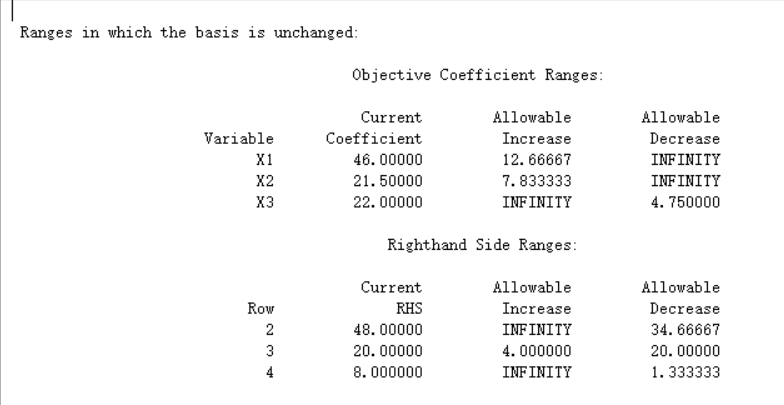 Ranges in which the basis is unchanged:
Objective Coefficient Ranges:
Current Allowable Allowable
Variable Coefficient Increase Decrease
X1 46.00000 12.66667 INFINITY
X2 21.50000 7.833333 INFINITY
X3 22.00000 INFINITY 4.750000
Righthand Side Ranges:
Current Allowable Allowable
Row RHS Increase Decrease
2 48.00000 INFINITY 34.66667
3 20.00000 4.000000 20.00000
4 8.000000 INFINITY 1.333333